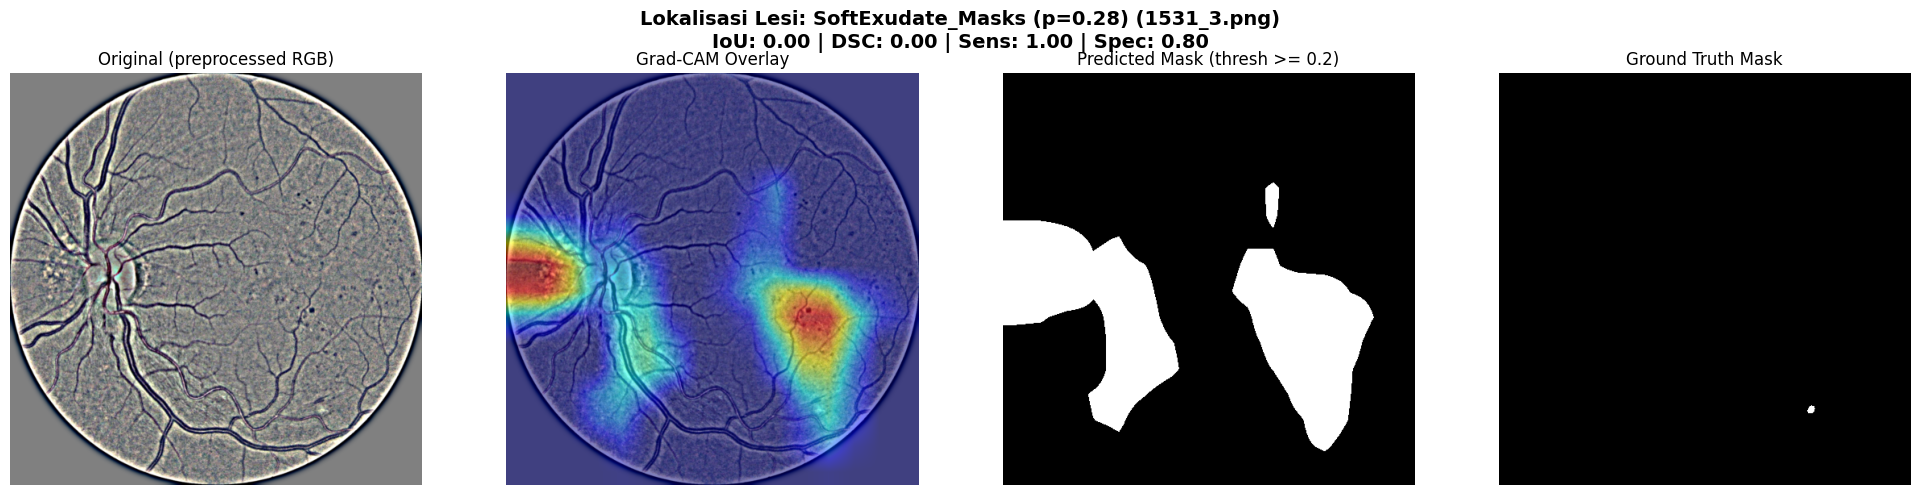 Lokalisasi Lesi: SoftExudate_Masks (p=0.28) (1531_3.png)
IoU: 0.00 | DSC: 0.00 | Sens: 1.00 | Spec: 0.80
Original (preprocessed RGB)
Grad-CAM Overlay
Predicted Mask (thresh >= 0.2)
Ground Truth Mask